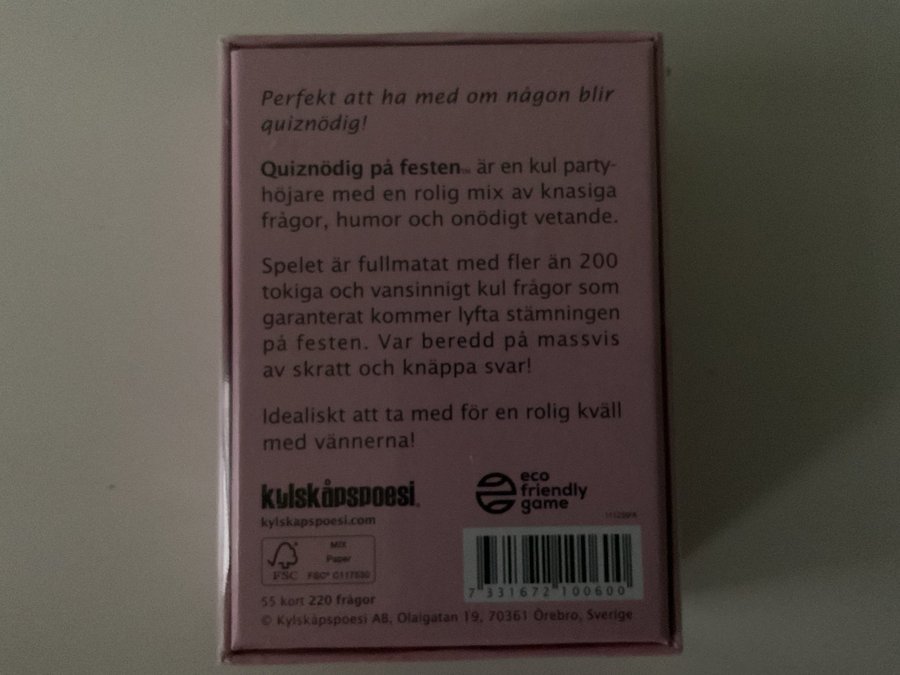 Perfekt att ha med om någon blir
quiznödig!
Quiznödig på festen™ är en kul party-
höjare med en rolig mix av knasiga
frågor, humor och onödigt vetande.
Spelet är fullmatat med fler än 200
tokiga och vansinnigt kul frågor som
garanterat kommer lyfta stämningen
på festen. Var beredd på massvis
av skratt och knäppa svar!
Idealiskt att ta med för en rolig kväll
med vännerna!
kylskåpspoesi
kylskapspoesi.com
eco
friendly
game
MIX
Paper
FSC
FSC®
7 331672 100600
55 kort 220 frågor
© Kylskåpspoesi AB, Olaigatan 19, 70361 Örebro, Sverige